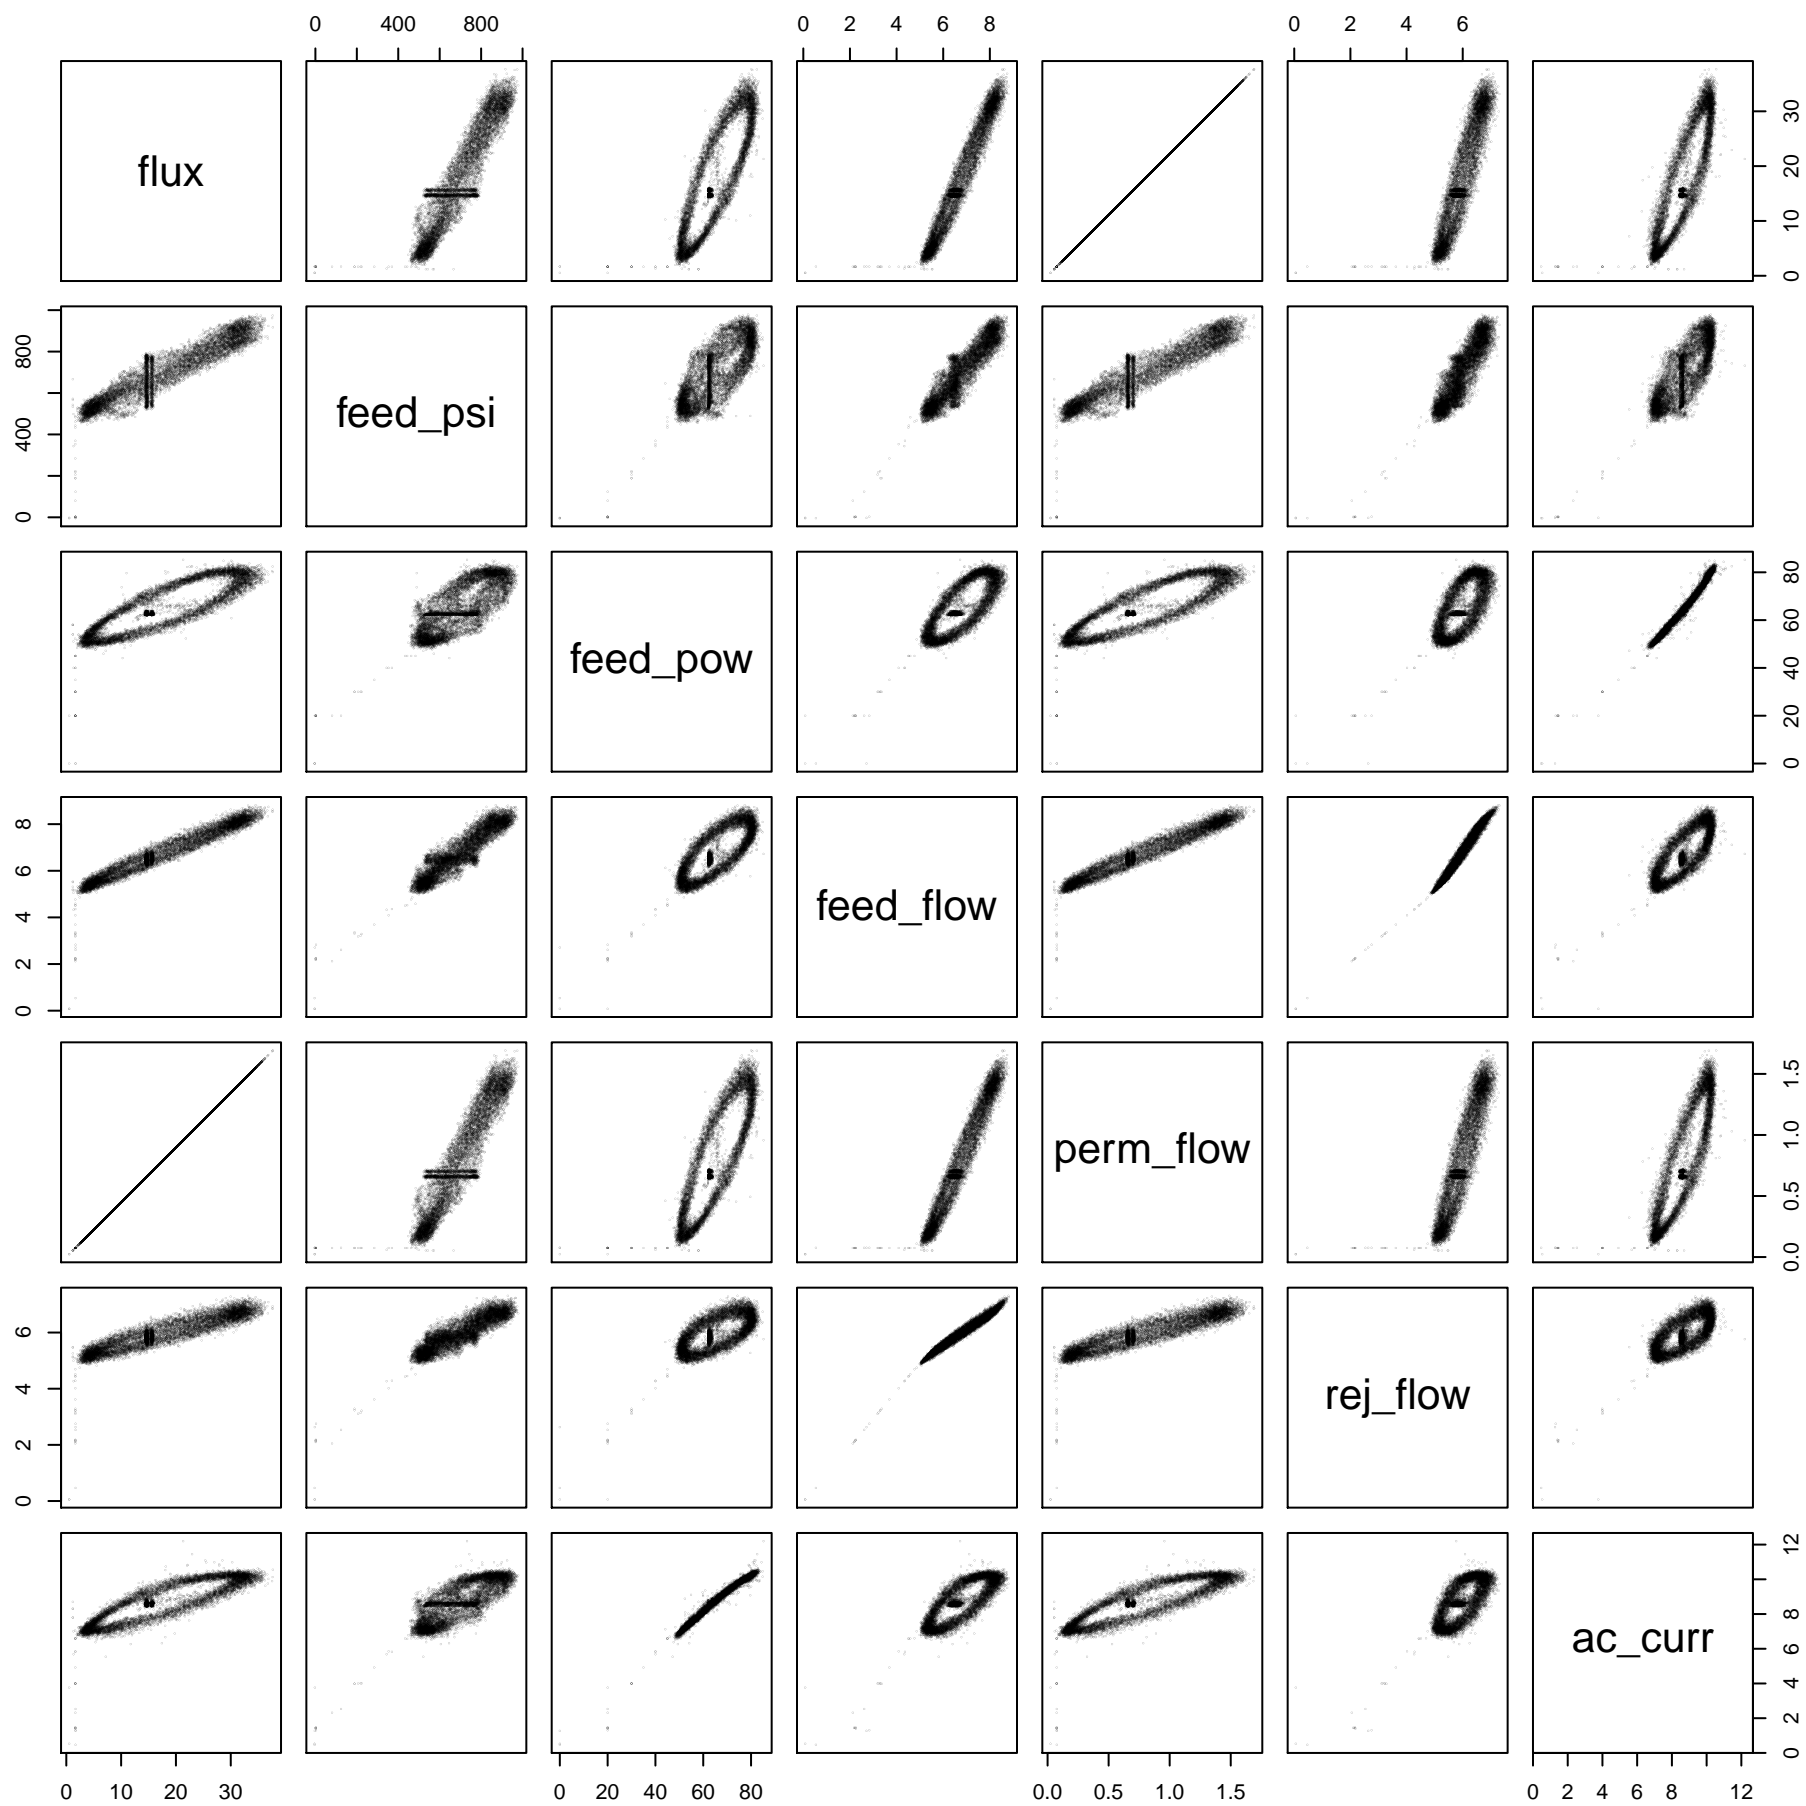 0 400 800 0 2 4 6 8 0 2 4 6
flux 0 10 20 30
0 400 800 feed_psi
feed_pow 0 20 40 60 80
0 2 4 6 8 feed_flow
perm_flow 0.0 0.5 1.0 1.5
0 2 4 6 rej_flow
ac_curr 0 2 4 6 8 12
0 10 20 30 0 20 40 60 80 0.0 0.5 1.0 1.5 0 2 4 6 8 12